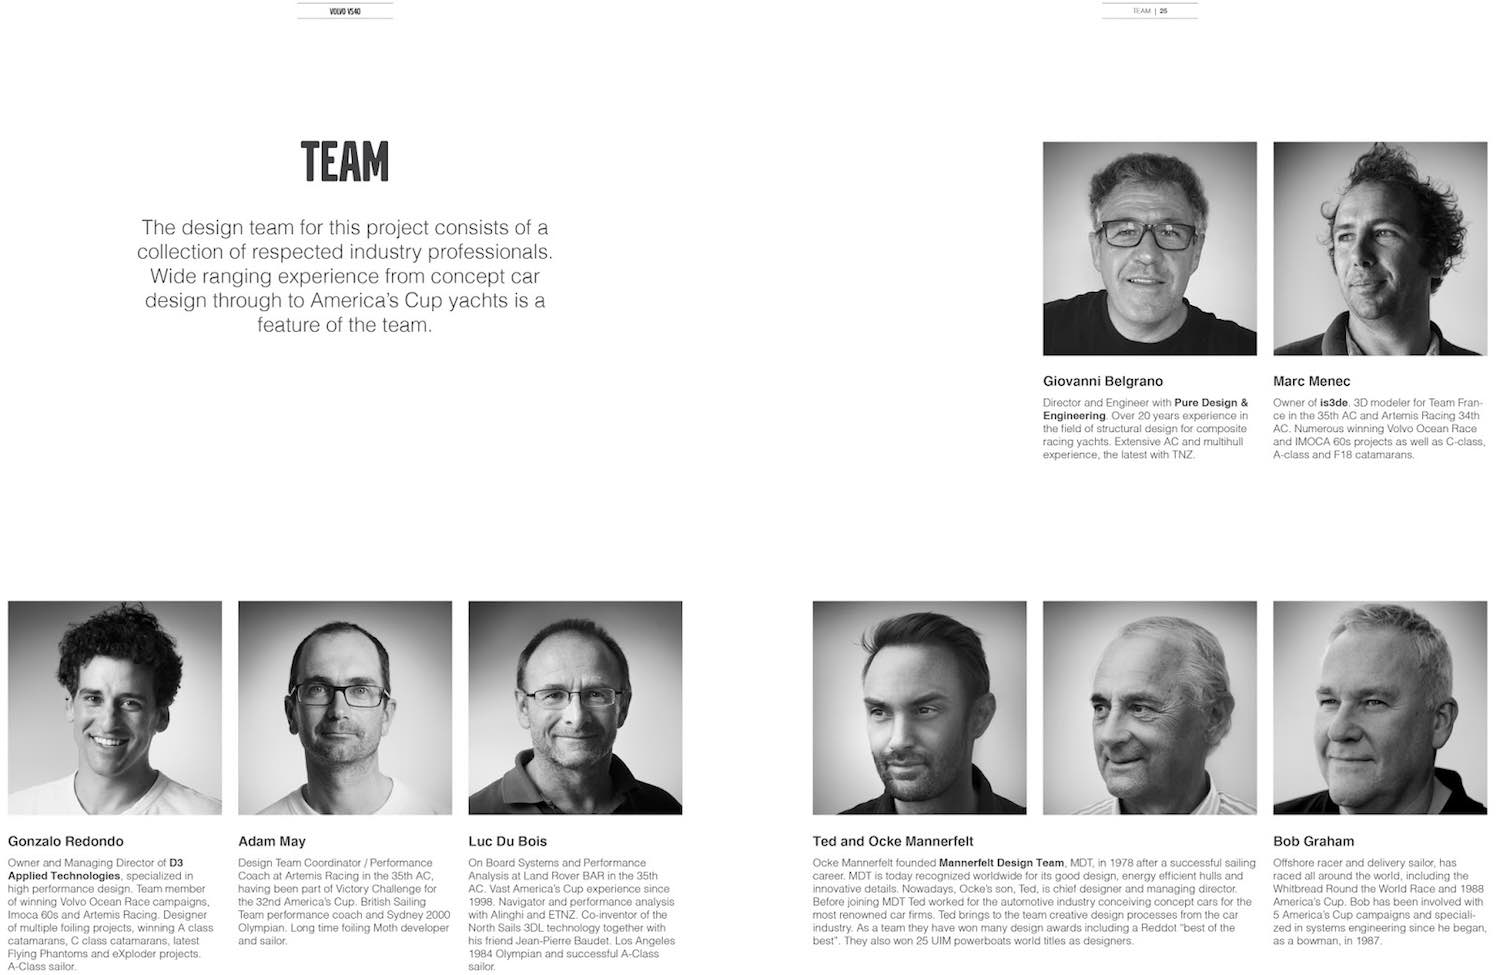 VOLVO VS40
TEAM | 25
TEAM
The design team for this project consists of a
collection of respected industry professionals.
Wide ranging experience from concept car
design through to America's Cup yachts is a
feature of the team.
Giovanni Belgrano
Director and Engineer with Pure Design &
Engineering. Over 20 years experience in
the field of structural design for composite
racing yachts. Extensive AC and multihull
experience, the latest with TNZ.
Marc Menec
Owner of is3de. 3D modeler for Team Fran-
ce in the 35th AC and Artemis Racing 34th
AC. Numerous winning Volvo Ocean Race
and IMOCA 60s projects as well as C-class,
A-class and F18 catamarans.
Gonzalo Redondo
Owner and Managing Director of D3
Applied Technologies, specialized in
high performance design. Team member
of winning Volvo Ocean Race campaigns,
Imoca 60s and Artemis Racing. Designer
of multiple foiling projects, winning A class
catamarans, C class catamarans, latest
Flying Phantoms and eXploder projects.
A-Class sailor.
Adam May
Design Team Coordinator / Performance
Coach at Artemis Racing in the 35th AC,
having been part of Victory Challenge for
the 32nd America's Cup. British Sailing
Team performance coach and Sydney 2000
Olympian. Long time foiling Moth developer
and sailor.
Luc Du Bois
On Board Systems and Performance
Analysis at Land Rover BAR in the 35th
AC. Vast America's Cup experience since
1998. Navigator and performance analysis
with Alinghi and ETNZ. Co-inventor of the
North Sails 3DL technology together with
his friend Jean-Pierre Baudet. Los Angeles
1984 Olympian and successful A-Class
sailor.
Ted and Ocke Mannerfelt
Ocke Mannerfelt founded Mannerfelt Design Team, MDT, in 1978 after a successful sailing
career. MDT is today recognized worldwide for its good design, energy efficient hulls and
innovative details. Nowadays, Ocke's son, Ted, is chief designer and managing director.
Before joining MDT Ted worked for the automotive industry conceiving concept cars for the
most renowned car firms. Ted brings to the team creative design processes from the car
industry. As a team they have won many design awards including a Reddot "best of the
best". They also won 25 UIM powerboats world titles as designers.
Bob Graham
Offshore racer and delivery sailor, has
raced all around the world, including the
Whitbread Round the World Race and 1988
America's Cup. Bob has been involved with
5 America's Cup campaigns and speciali-
zed in systems engineering since he began,
as a bowman, in 1987.